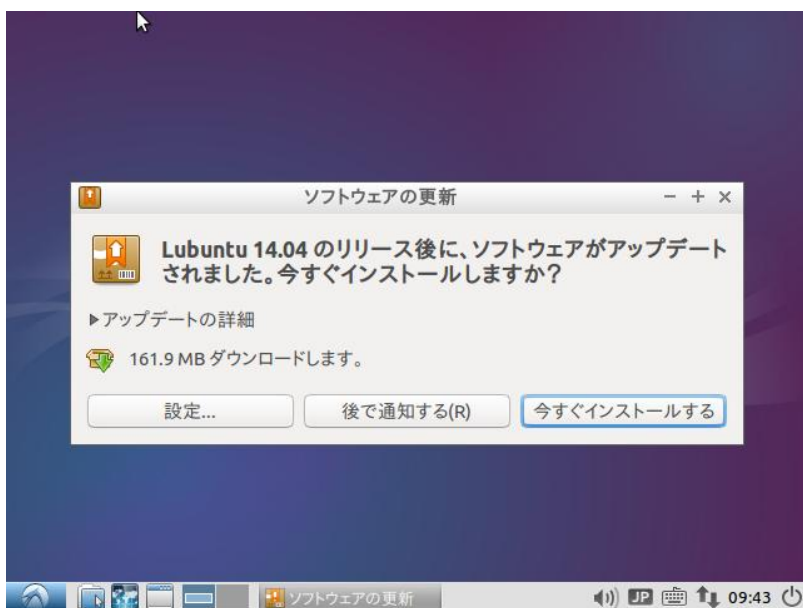 ソフトウェアの更新
Lubuntu 14.04 のリリース後に、ソフトウェアがアップデート
されました。今すぐインストールしますか?
アップデートの詳細
161.9 MB ダウンロードします。
設定... 後で通知する(R) 今すぐインストールする
ソフトウェアの更新 JP 09:43